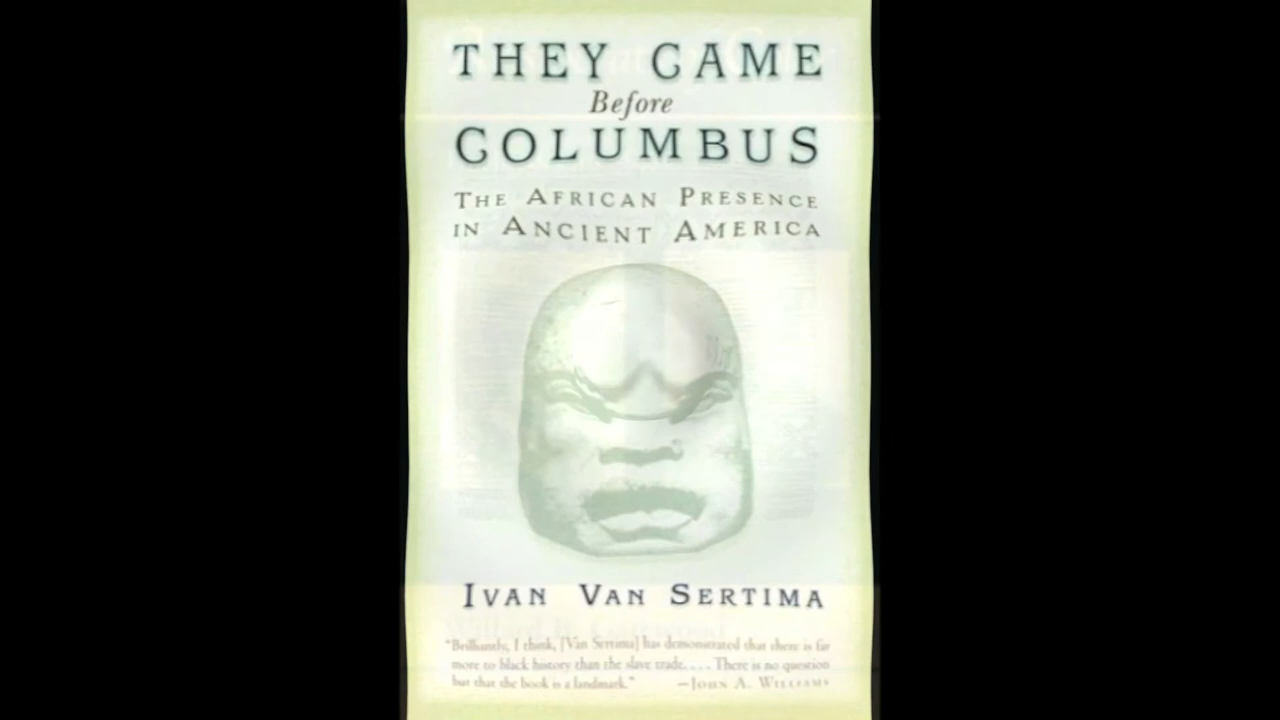 THEY CAME
Before
COLUMBUS
THE AFRICAN PRESENCE
IN ANCIENT AMERICA
IVAN VAN SERTIMA
"Brilliantly, I think, [Van Sertima] has demonstrated that there is far
more to black history than the slave trade. . . . There is no question
but that the book is a landmark." —JOHN A. WILLIAMS